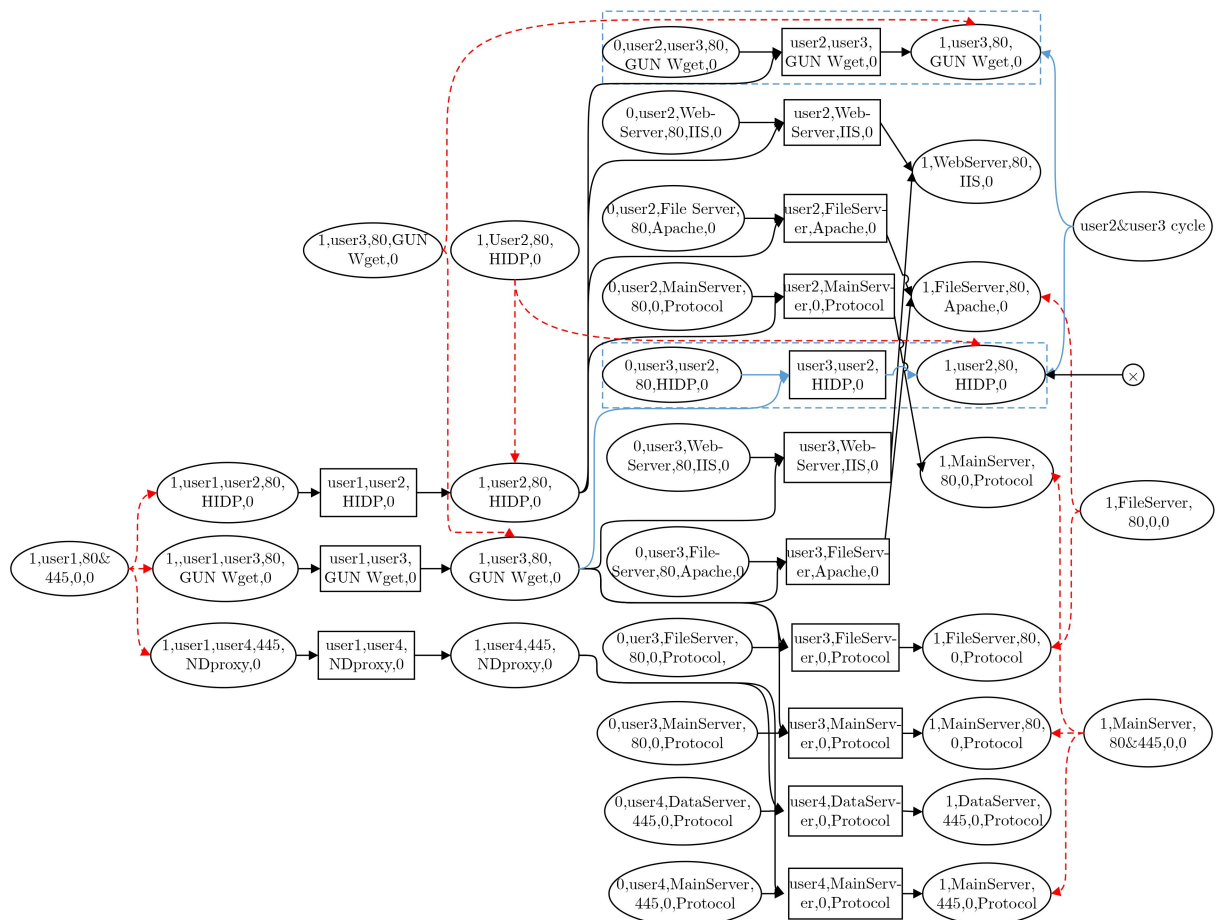 0,user2,user3,80,
GUN Wget,0
user2,user3,
GUN Wget,0
1,user3,80,
GUN Wget,0
0,user2,Web-
Server,80,IIS,0
user2,Web-
Server,IIS,0
1,WebServer,80,
IIS,0
0,user2,File Server,
80,Apache,0
user2,FileServ-
er,Apache,0
user2&user3 cycle
1,user3,80,GUN
Wget,0
1,User2,80,
HIDP,0
0,user2,MainServer,
80,0,Protocol
user2,MainServ-
er,0,Protocol
1,FileServer,80,
Apache,0
0,user3,user2,
80,HIDP,0
user3,user2,
HIDP,0
1,user2,80,
HIDP,0
×
0,user3,Web-
Server,80,IIS,0
user3,Web-
Server,IIS,0
1,MainServer,
80,0,Protocol
1,user1,user2,80,
HIDP,0
user1,user2,
HIDP,0
1,user2,80,
HIDP,0
1,FileServer,
80,0,0
1,user1,80&
445,0,0
1,,user1,user3,80,
GUN Wget,0
user1,user3,
GUN Wget,0
1,user3,80,
GUN Wget,0
0,user3,File-
Server,80,Apache,0
user3,FileServ-
er,Apache,0
1,user1,user4,445,
NDproxy,0
user1,user4,
NDproxy,0
1,user4,445,
NDproxy,0
0,uer3,FileServer,
80,0,Protocol,
user3,FileServ-
er,0,Protocol
1,FileServer,80,
0,Protocol
0,user3,MainServer,
80,0,Protocol
user3,MainServ-
er,0,Protocol
1,MainServer,80,
0,Protocol
1,MainServer,
80&445,0,0
0,user4,DataServer,
445,0,Protocol
user4,DataServ-
er,0,Protocol
1,DataServer,
445,0,Protocol
0,user4,MainServer,
445,0,Protocol
user4,MainServ-
er,0,Protocol
1,MainServer,
445,0,Protocol